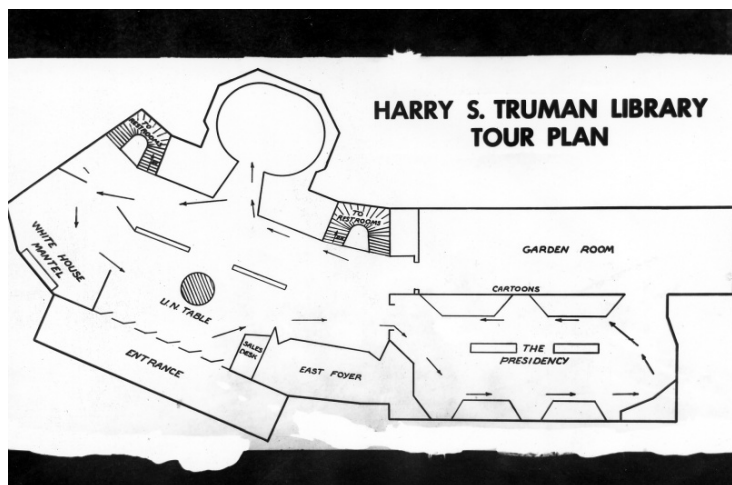 HARRY S. TRUMAN LIBRARY
TOUR PLAN
TO
RESTROOMS
TO
RESTROOMS
WHITE HOUSE
MANTEL
GARDEN ROOM
CARTOONS
U.N. TABLE
THE
PRESIDENCY
SALES
DESK
EAST FOYER
ENTRANCE